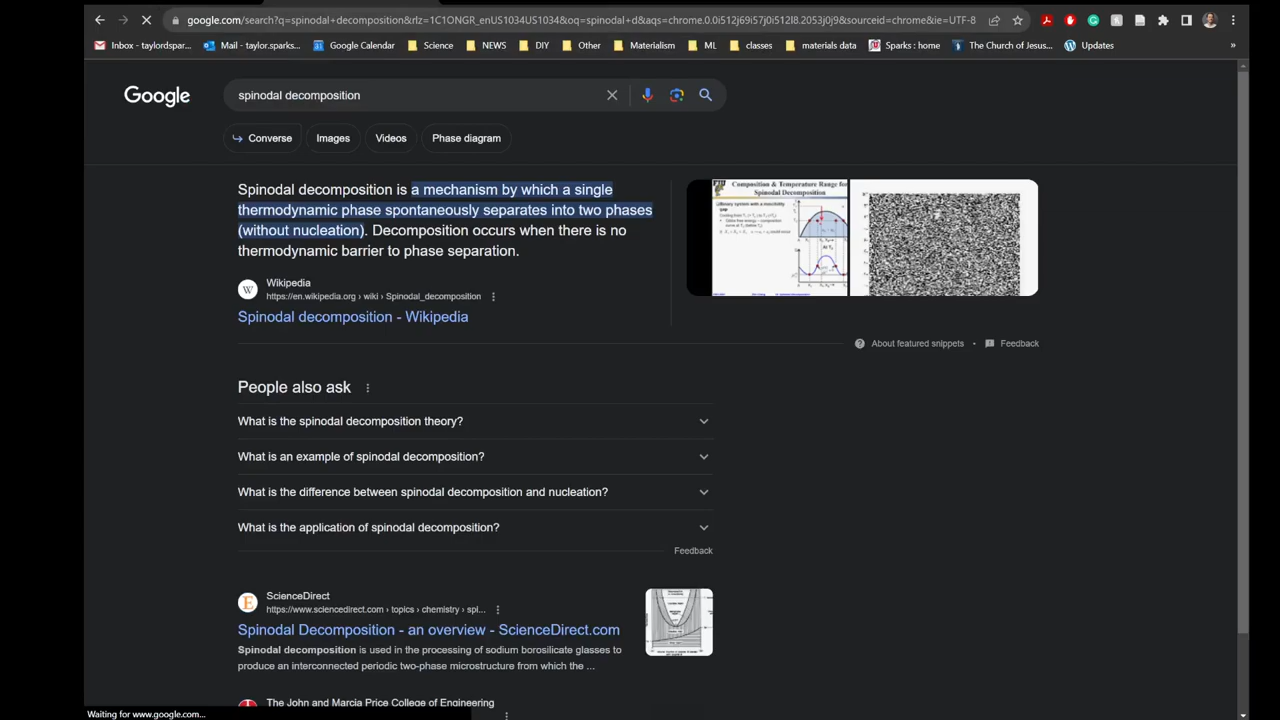 google.com/search?q=spinodal+decomposition&rlz=1C1ONGR_enUS1034US1034&oq=spinodal+d&aqs=chrome.0.0i512j69i57j0i512l8.2053j0j9&sourceid=chrome&ie=UTF-8
Inbox - taylordspar... Mail - taylor.sparks... Google Calendar Science NEWS DIY Other Materialism ML classes materials data Sparks : home The Church of Jesus... Updates »
Google
spinodal decomposition
Converse Images Videos Phase diagram
Spinodal decomposition is a mechanism by which a single
thermodynamic phase spontaneously separates into two phases
(without nucleation). Decomposition occurs when there is no
thermodynamic barrier to phase separation.
Composition & Temperature Range for
Spinodal Decomposition
W Wikipedia
https://en.wikipedia.org › wiki › Spinodal_decomposition
Spinodal decomposition - Wikipedia
About featured snippets • Feedback
People also ask
What is the spinodal decomposition theory?
What is an example of spinodal decomposition?
What is the difference between spinodal decomposition and nucleation?
What is the application of spinodal decomposition?
Feedback
E ScienceDirect
https://www.sciencedirect.com › topics › chemistry › spi...
Spinodal Decomposition - an overview - ScienceDirect.com
Spinodal decomposition is used in the processing of sodium borosilicate glasses to
produce an interconnected periodic two-phase microstructure from which the ...
The John and Marcia Price College of Engineering
Waiting for www.google.com...